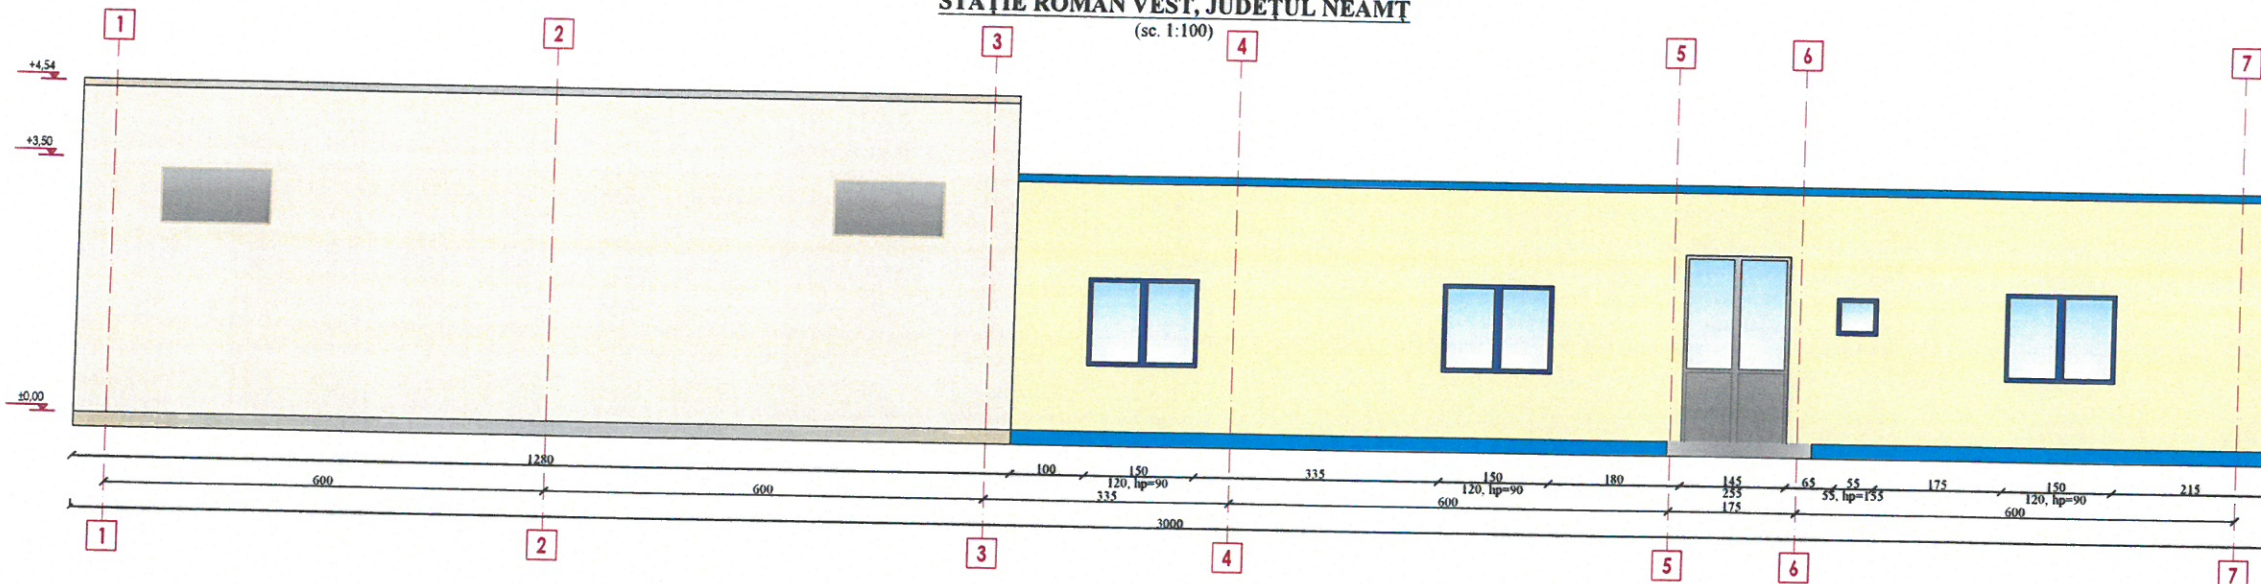 STAȚIE ROMAN VEST, JUDEȚUL NEAMȚ
(sc. 1:100)
1 2 3 4 5 6 7
+4,54
+3,50
±0,00
1280 100 150 335 150 180 145 65 55 175 150 215
120, hp=90 120, hp=90 253 55, hp=155 120, hp=90
600 600 335 600 175 600
3000
1 2 3 4 5 6 7